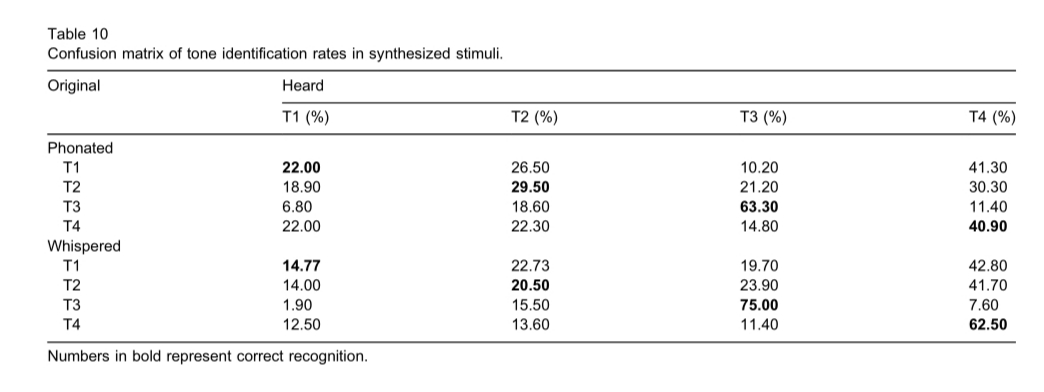 Table 10
Confusion matrix of tone identification rates in synthesized stimuli.
Original Heard
T1 (%) T2 (%) T3 (%) T4 (%)
Phonated
T1 22.00 26.50 10.20 41.30
T2 18.90 29.50 21.20 30.30
T3 6.80 18.60 63.30 11.40
T4 22.00 22.30 14.80 40.90
Whispered
T1 14.77 22.73 19.70 42.80
T2 14.00 20.50 23.90 41.70
T3 1.90 15.50 75.00 7.60
T4 12.50 13.60 11.40 62.50
Numbers in bold represent correct recognition.